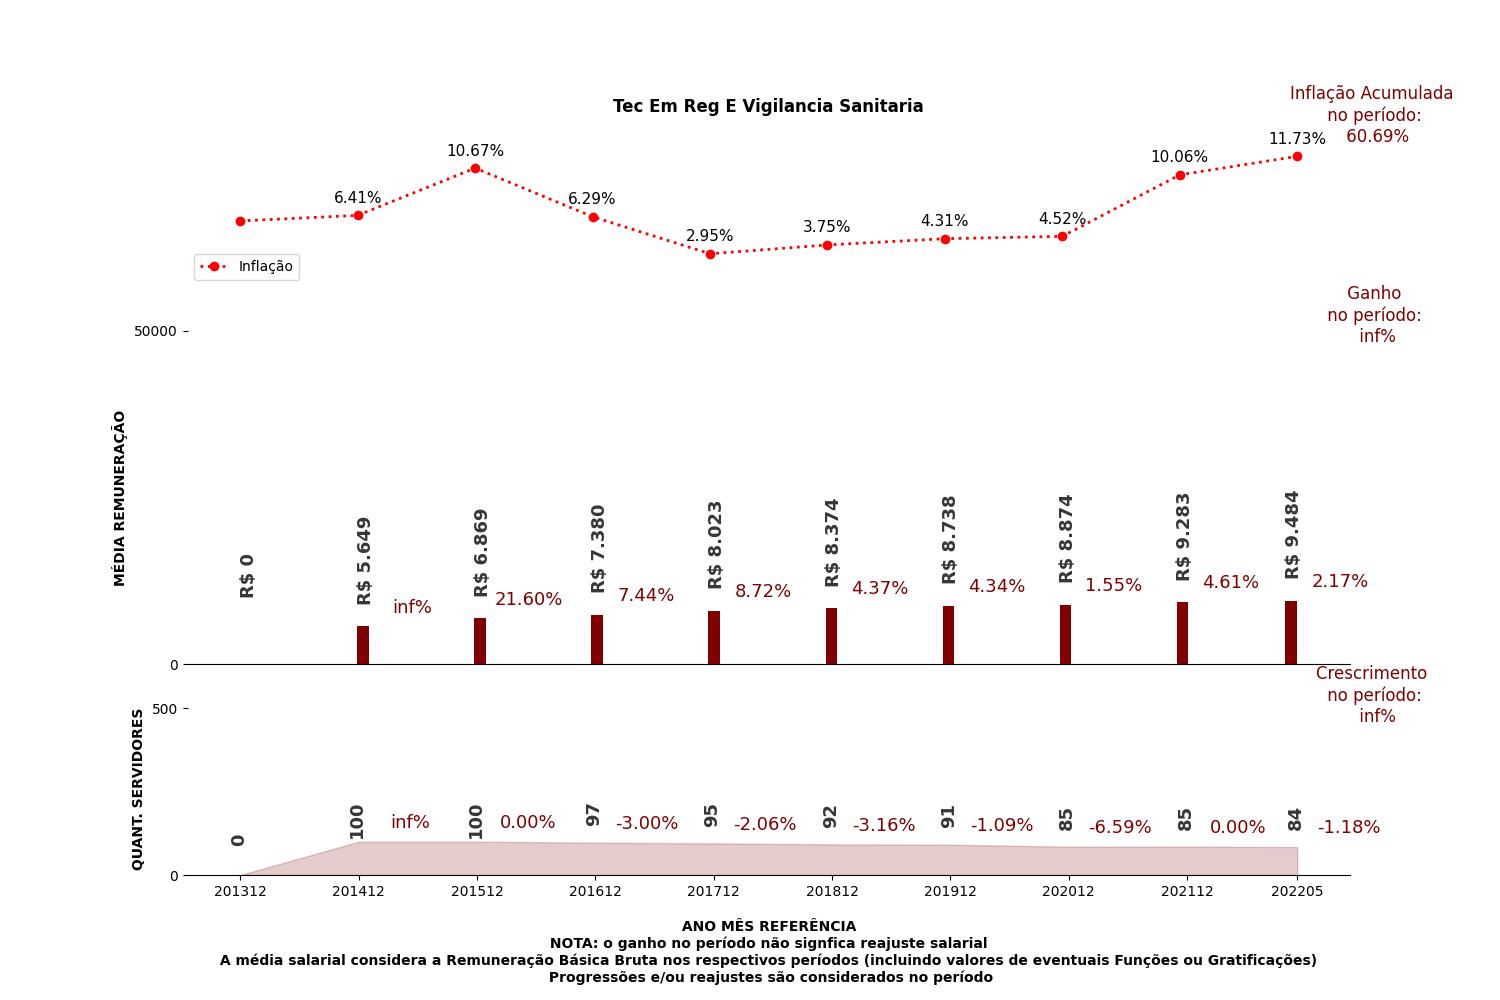 Tec Em Reg E Vigilancia Sanitaria
Inflação Acumulada
no período:
60.69%
6.41%
10.67%
6.29%
2.95%
3.75%
4.31%
4.52%
10.06%
11.73%
Inflação
Ganho
no período:
inf%
MÉDIA REMUNERAÇÃO
50000
0
R$ 0
R$ 5.649
R$ 6.869
R$ 7.380
R$ 8.023
R$ 8.374
R$ 8.738
R$ 8.874
R$ 9.283
R$ 9.484
inf%
21.60%
7.44%
8.72%
4.37%
4.34%
1.55%
4.61%
2.17%
Crescrimento
no período:
inf%
QUANT. SERVIDORES
500
0
0
100
100
97
95
92
91
85
85
84
inf%
0.00%
-3.00%
-2.06%
-3.16%
-1.09%
-6.59%
0.00%
-1.18%
201312
201412
201512
201612
201712
201812
201912
202012
202112
202205
ANO MÊS REFERÊNCIA
NOTA: o ganho no período não signfica reajuste salarial
A média salarial considera a Remuneração Básica Bruta nos respectivos períodos (incluindo valores de eventuais Funções ou Gratificações)
Progressões e/ou reajustes são considerados no período